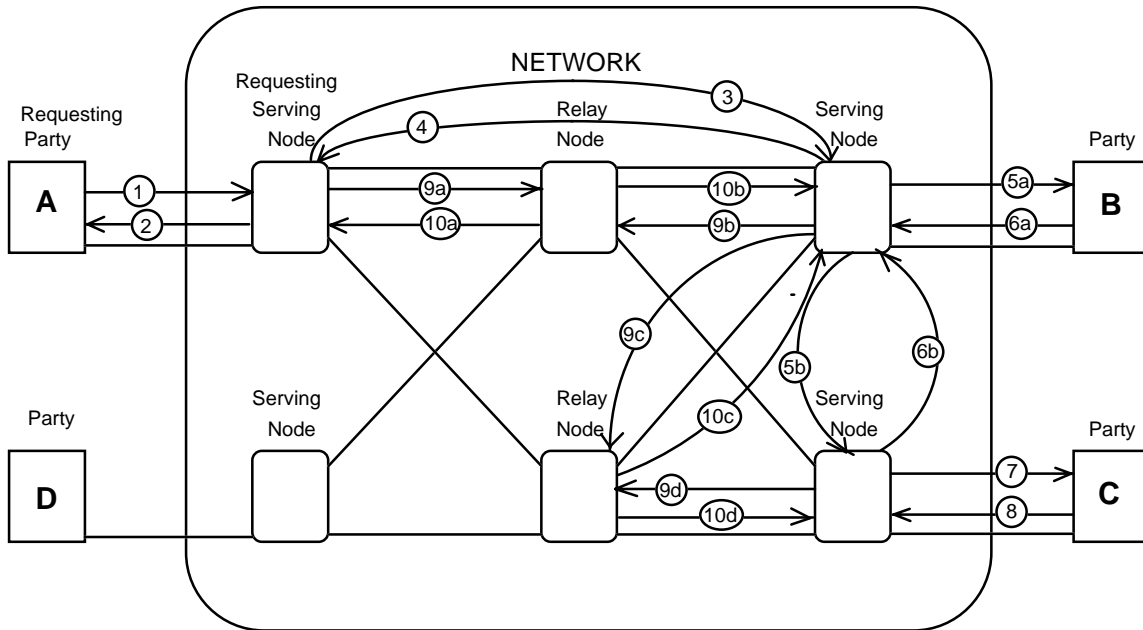 NETWORK
Requesting
Serving
Node
Relay
Node
Serving
Node
Requesting
Party
Party
A
B
1
2
3
4
9a
10a
10b
9b
5a
6a
9c
10c
5b
6b
-
Party
Serving
Node
Relay
Node
Serving
Node
Party
D
C
9d
10d
7
8